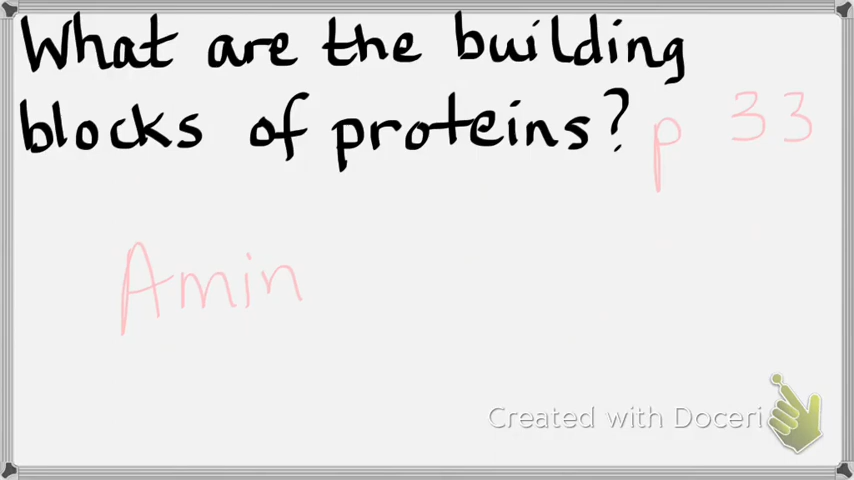 What are the building
blocks of proteins? p 33
Amin
Created with Doceri